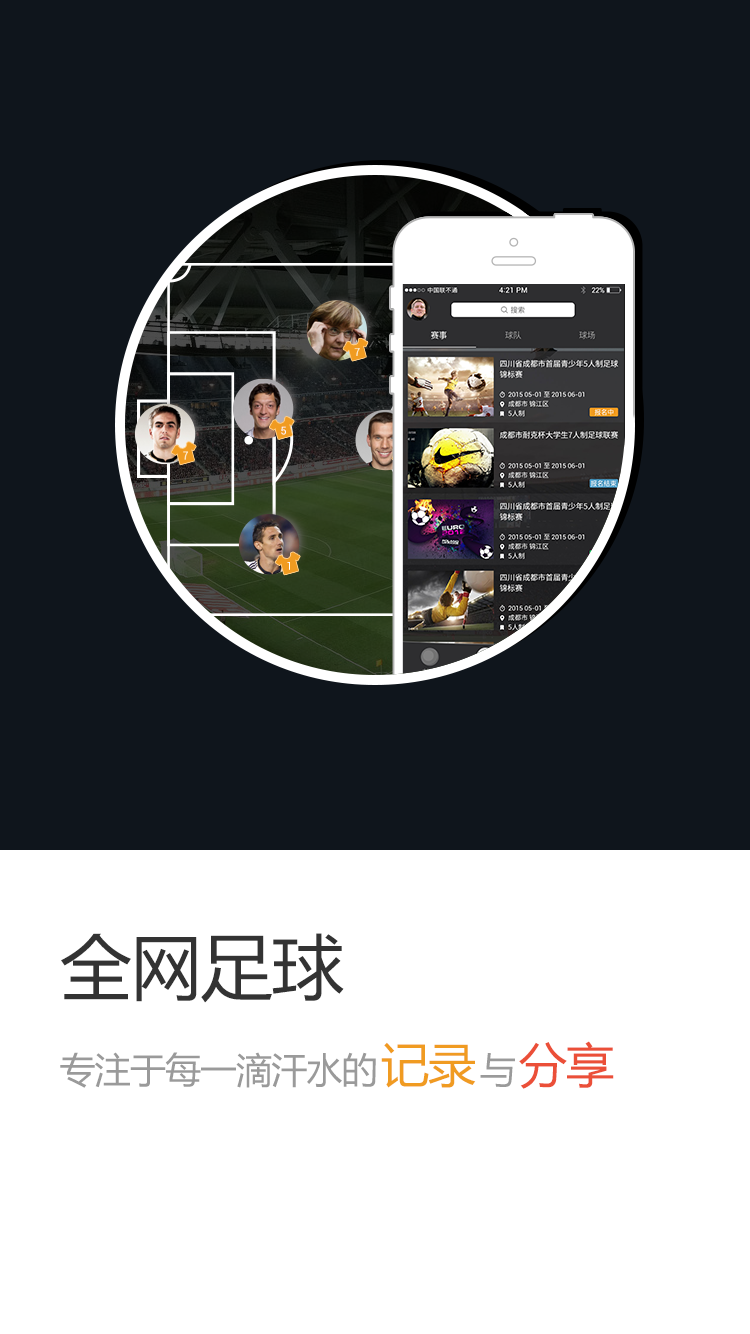 7
7
5
1
中国联不通
4:21 PM
22%
搜索
赛事
球队
球场
四川省成都市首届青少年5人制足球
锦标赛
2015 05-01 至 2015 06-01
成都市 锦江区
5人制
报名中
成都市耐克杯大学生7人制足球联赛
2015 05-01 至 2015 06-01
成都市 锦江区
5人制
报名结束
EURO
四川省成都市首届青少年5人制足
锦标赛
2015 05-01 至 2015 06-01
成都市 锦江区
5人制
四川省成都市首届青少
锦标赛
2015 05-01
成都市
5人制
全网足球
专注于每一滴汗水的记录与分享